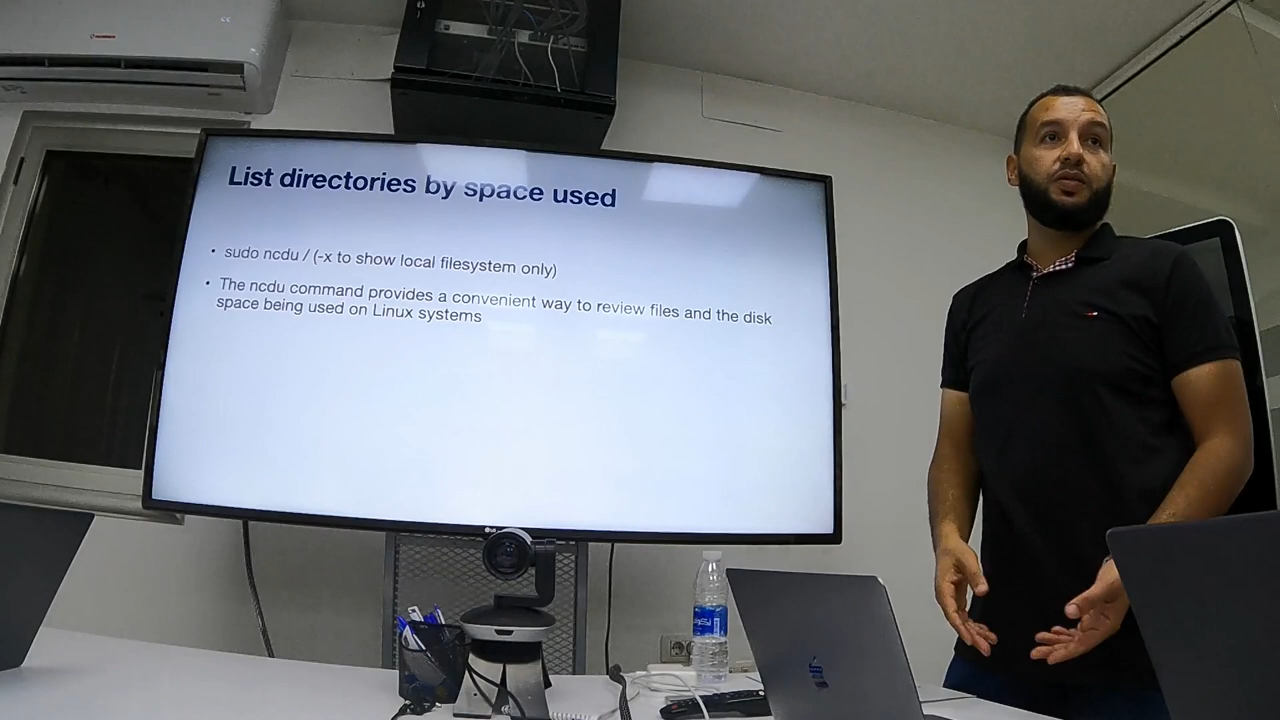 List directories by space used
• sudo ncdu / (-x to show local filesystem only)
• The ncdu command provides a convenient way to review files and the disk
space being used on Linux systems
LG